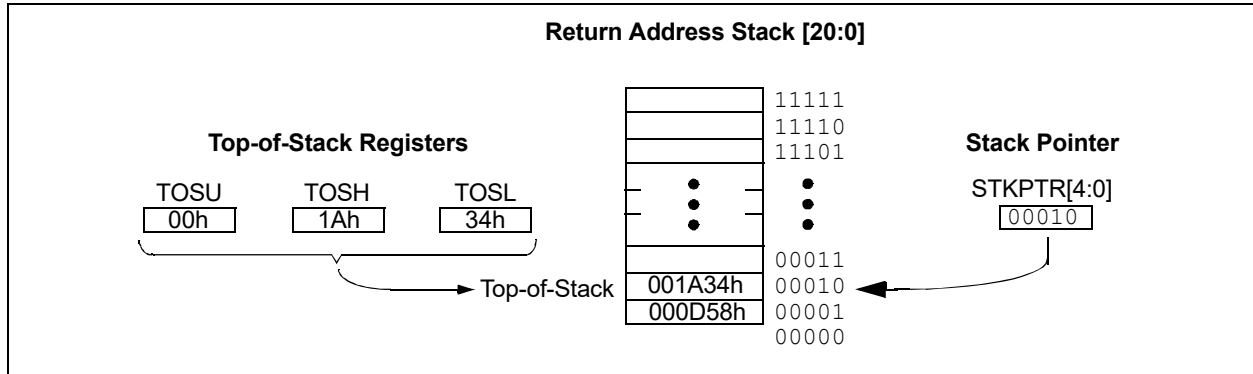 Return Address Stack [20:0]
11111
11110
Top-of-Stack Registers
11101
Stack Pointer
TOSU TOSH TOSL
STKPTR[4:0]
00h 1Ah 34h
00010
00011
Top-of-Stack 001A34h 00010
000D58h 00001
00000